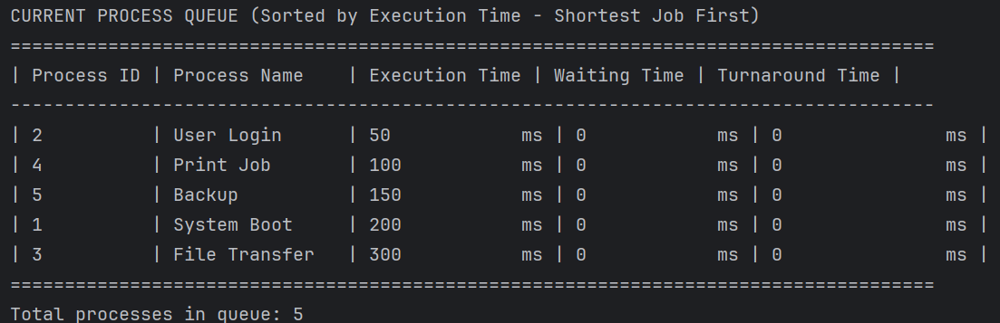 CURRENT PROCESS QUEUE (Sorted by Execution Time - Shortest Job First)
=====================================================================================
| Process ID | Process Name    | Execution Time | Waiting Time | Turnaround Time |
-------------------------------------------------------------------------------------
| 2          | User Login      | 50            ms | 0            ms | 0               ms |
| 4          | Print Job       | 100           ms | 0            ms | 0               ms |
| 5          | Backup          | 150           ms | 0            ms | 0               ms |
| 1          | System Boot     | 200           ms | 0            ms | 0               ms |
| 3          | File Transfer   | 300           ms | 0            ms | 0               ms |
=====================================================================================
Total processes in queue: 5